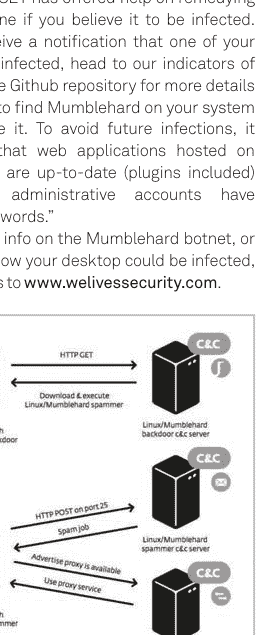 has offered help on remedying
ne if you believe it to be infected.
eive a notification that one of your
infected, head to our indicators of
e Github repository for more details
to find Mumblehard on your system
e it. To avoid future infections, it
that web applications hosted on
are up-to-date (plugins included)
administrative accounts have
words.”
info on the Mumblehard botnet, or
ow your desktop could be infected,
s to www.welivessecurity.com.
C&C
HTTP GET
Download & execute
Linux/Mumblehard spammer
Linux/Mumblehard
backdoor c&c server
door
C&C
HTTP POST on port 25
Spam job
Linux/Mumblehard
spammer c&c server
Advertise proxy is available
Use proxy service
C&C
mmer